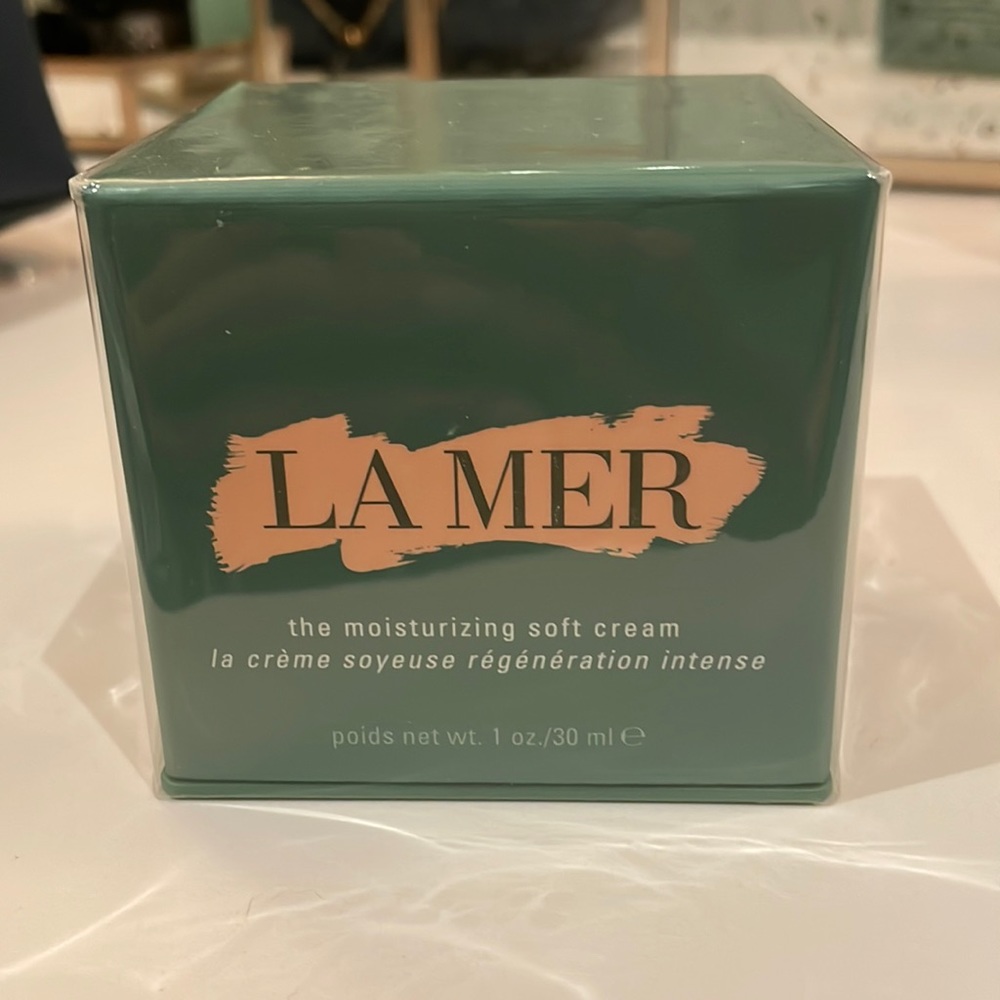 LA MER
the moisturizing soft cream
la crème soyeuse régénération intense
poids net wt. 1 oz./30 ml ℮